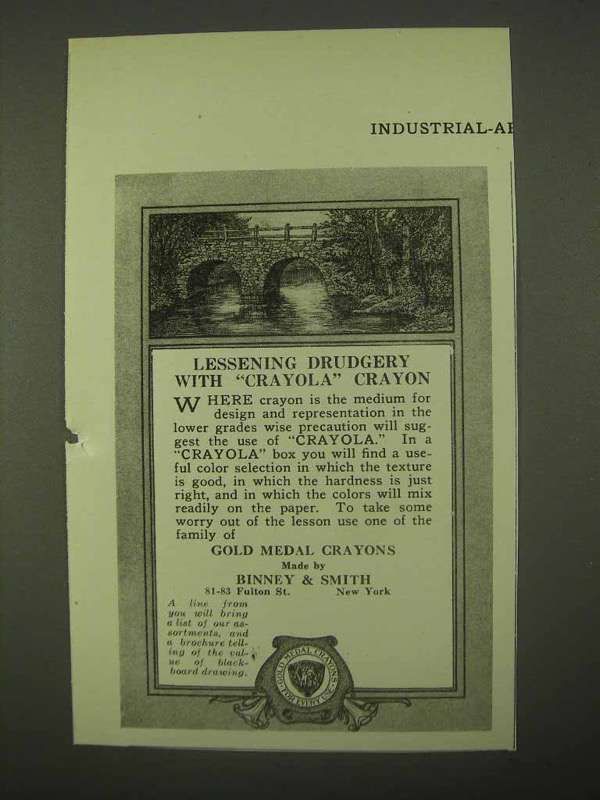 INDUSTRIAL-AR
LESSENING DRUDGERY
WITH "CRAYOLA" CRAYON
WHERE crayon is the medium for
design and representation in the
lower grades wise precaution will sug-
gest the use of "CRAYOLA." In a
"CRAYOLA" box you will find a use-
ful color selection in which the texture
is good, in which the hardness is just
right, and in which the colors will mix
readily on the paper. To take some
worry out of the lesson use one of the
family of
GOLD MEDAL CRAYONS
Made by
BINNEY & SMITH
81-83 Fulton St. New York
A line from
you will bring
a list of our as-
sortments, and
a brochure tell-
ing of the val-
ue of black-
board drawing.
GOLD MEDAL CRAYONS
FOR EVERY USE